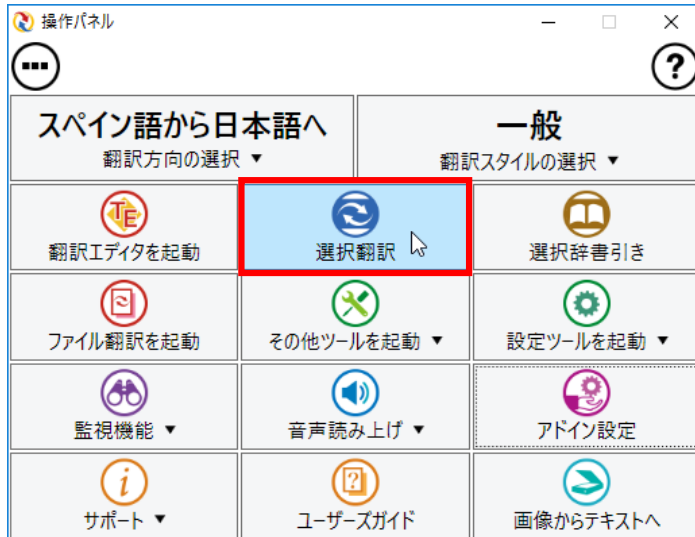 操作パネル
スペイン語から日本語へ
翻訳方向の選択 ▼
一般
翻訳スタイルの選択 ▼
TE
翻訳エディタを起動
選択翻訳
選択辞書引き
ファイル翻訳を起動
その他ツールを起動 ▼
設定ツールを起動 ▼
監視機能 ▼
音声読み上げ ▼
アドイン設定
サポート ▼
ユーザーズガイド
画像からテキストへ